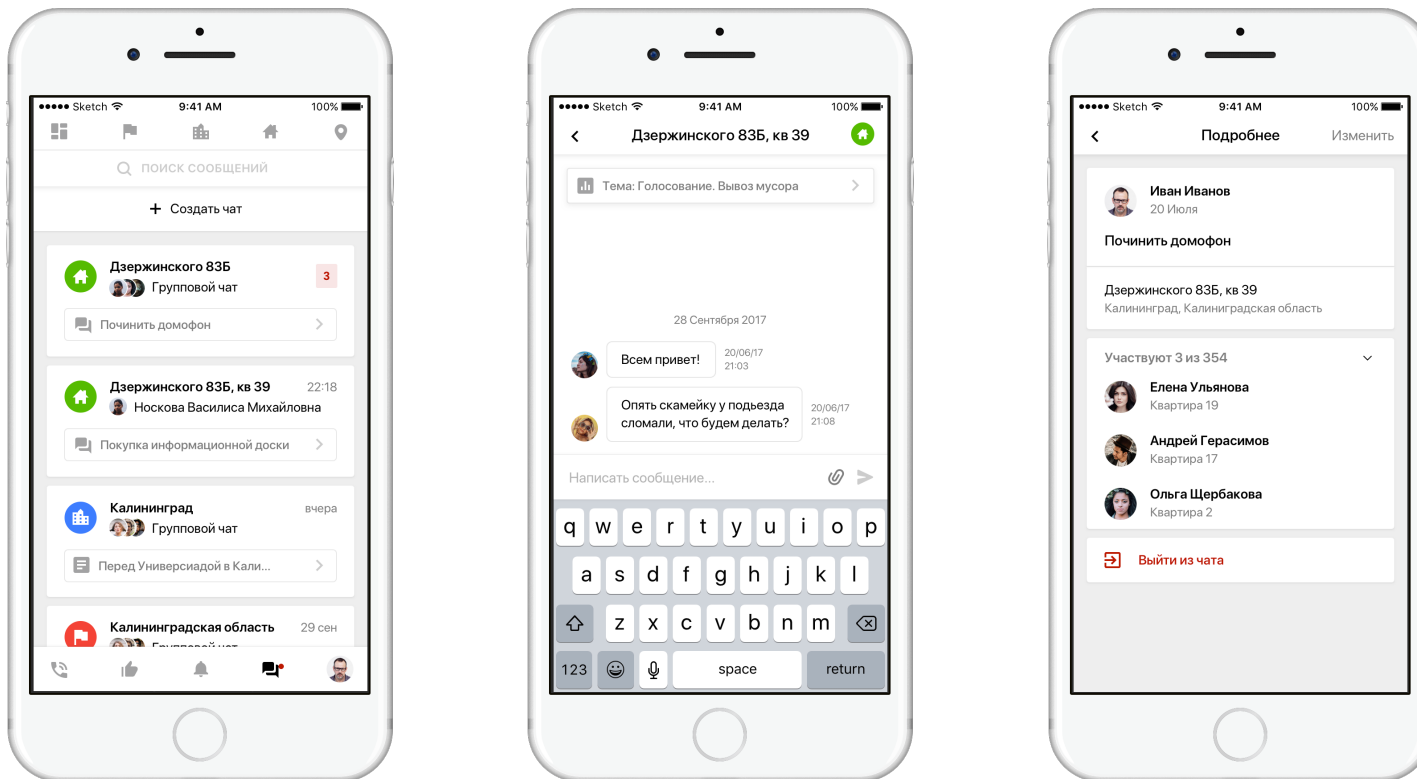 Sketch 9:41 AM 100%
ПОИСК СООБЩЕНИЙ
+ Создать чат
Дзержинского 83Б
3
Групповой чат
Починить домофон
Дзержинского 83Б, кв 39 22:18
Носкова Василиса Михайловна
Покупка информационной доски
Калининград вчера
Групповой чат
Перед Универсиадой в Кали...
Калининградская область 29 сен
Групповой чат
Sketch 9:41 AM 100%
Дзержинского 83Б, кв 39
Тема: Голосование. Вывоз мусора
28 Сентября 2017
Всем привет!
20/06/17
21:03
Опять скамейку у подьезда
сломали, что будем делать?
20/06/17
21:08
Написать сообщение...
q w e r t y u i o p
a s d f g h j k l
z x c v b n m
123 space return
Sketch 9:41 AM 100%
Подробнее Изменить
Иван Иванов
20 Июля
Починить домофон
Дзержинского 83Б, кв 39
Калининград, Калиниградская область
Участвуют 3 из 354
Елена Ульянова
Квартира 19
Андрей Герасимов
Квартира 17
Ольга Щербакова
Квартира 2
Выйти из чата